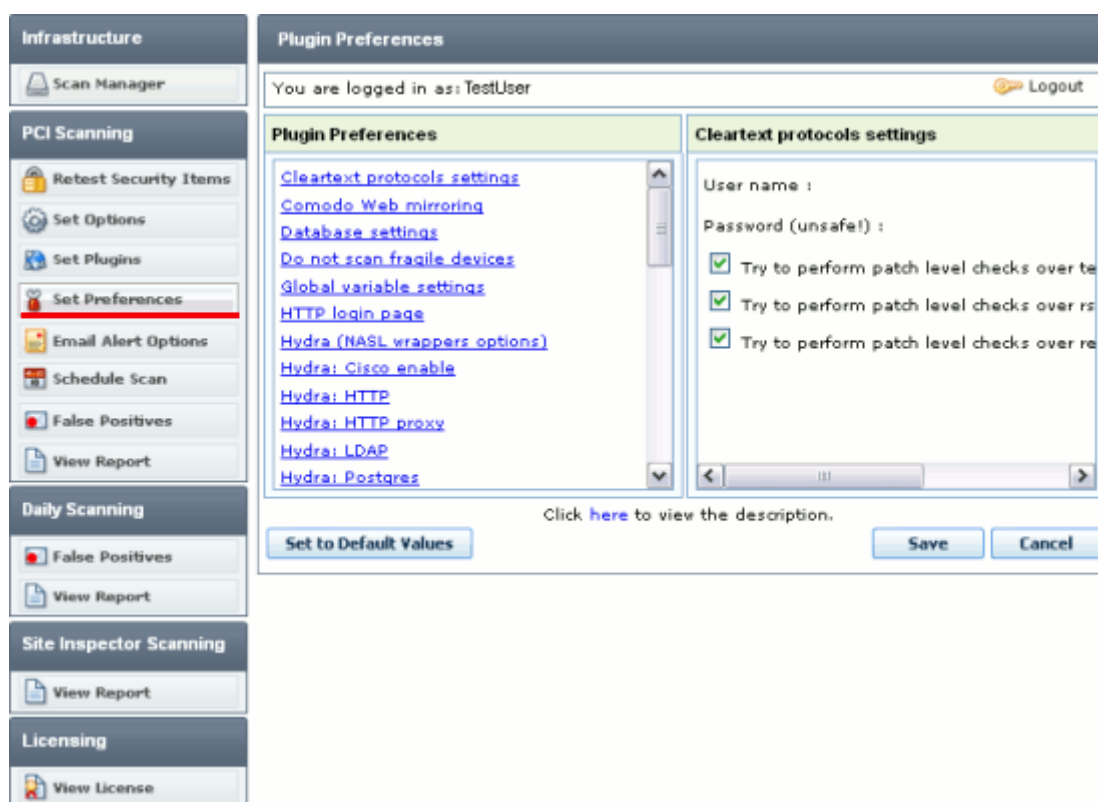 Infrastructure
Scan Manager
PCI Scanning
Retest Security Items
Set Options
Set Plugins
Set Preferences
Email Alert Options
Schedule Scan
False Positives
View Report
Daily Scanning
False Positives
View Report
Site Inspector Scanning
View Report
Licensing
View License
Plugin Preferences
You are logged in as: TestUser
Logout
Plugin Preferences
Cleartext protocols settings
Comodo Web mirroring
Database settings
Do not scan fragile devices
Global variable settings
HTTP login page
Hydra (NASL wrappers options)
Hydra: Cisco enable
Hydra: HTTP
Hydra: HTTP proxy
Hydra: LDAP
Hydra: Postgres
Cleartext protocols settings
User name :
Password (unsafe!) :
Try to perform patch level checks over te
Try to perform patch level checks over rs
Try to perform patch level checks over re
Click here to view the description.
Set to Default Values
Save
Cancel